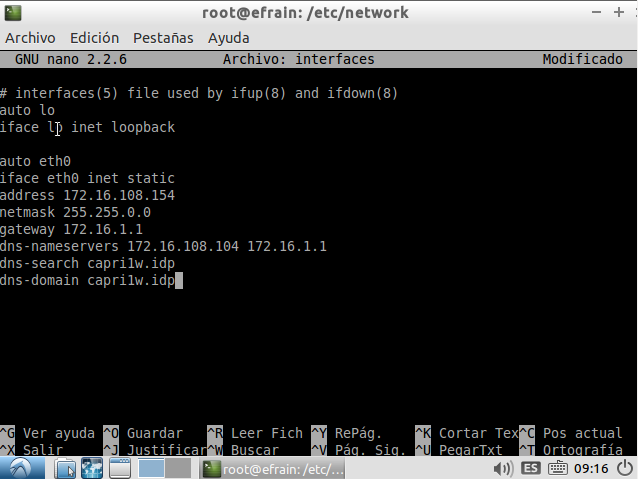 root@efrain: /etc/network
Archivo Edición Pestañas Ayuda
GNU nano 2.2.6 Archivo: interfaces Modificado
# interfaces(5) file used by ifup(8) and ifdown(8)
auto lo
iface lo inet loopback
auto eth0
iface eth0 inet static
address 172.16.108.154
netmask 255.255.0.0
gateway 172.16.1.1
dns-nameservers 172.16.108.104 172.16.1.1
dns-search capri1w.idp
dns-domain capri1w.idp
^G Ver ayuda ^O Guardar ^R Leer Fich ^Y RePág. ^K Cortar Tex ^C Pos actual
^X Salir ^J Justificar ^W Buscar ^V Pág. Sig. ^U PegarTxt ^T Ortografía
root@efrain: /etc/... ES 09:16